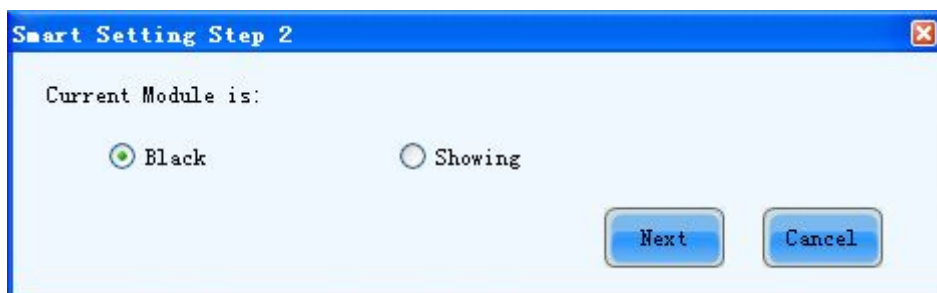 Smart Setting Step 2
Current Module is:
Black Showing
Next Cancel